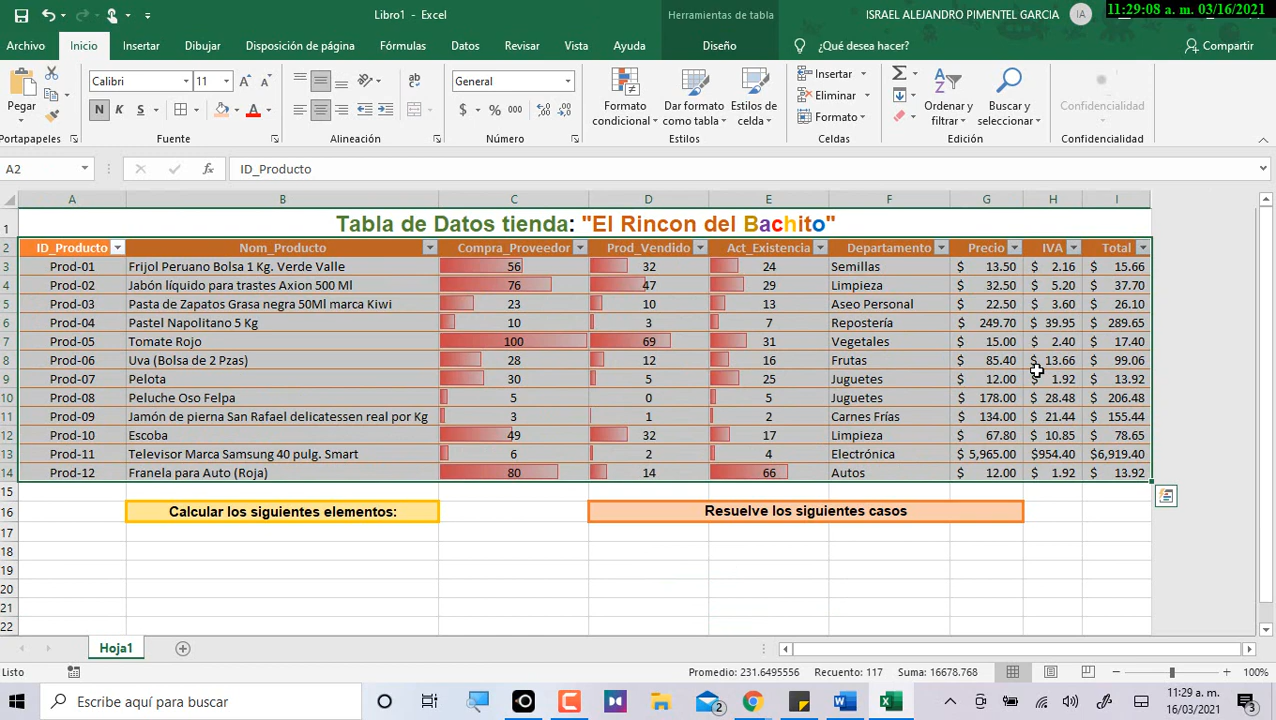 Libro1 - Excel
Herramientas de tabla
ISRAEL ALEJANDRO PIMENTEL GARCIA
IA
11:29:08 a. m. 03/16/2021
Archivo Inicio Insertar Dibujar Disposición de página Fórmulas Datos Revisar Vista Ayuda Diseño ¿Qué desea hacer? Compartir
Pegar
Calibri 11
N K S
ab
General
$ % 000
Formato condicional
Dar formato como tabla
Estilos de celda
Insertar
Eliminar
Formato
Ordenar y filtrar
Buscar y seleccionar
Confidencialidad
Portapapeles Fuente Alineación Número Estilos Celdas Edición Confidencialidad
A2 fx ID_Producto
A B C D E F G H I
1 Tabla de Datos tienda: "El Rincon del Bachito"
2 ID_Producto Nom_Producto Compra_Proveedor Prod_Vendido Act_Existencia Departamento Precio IVA Total
3 Prod-01 Frijol Peruano Bolsa 1 Kg. Verde Valle 56 32 24 Semillas $ 13.50 $ 2.16 $ 15.66
4 Prod-02 Jabón líquido para trastes Axion 500 Ml 76 47 29 Limpieza $ 32.50 $ 5.20 $ 37.70
5 Prod-03 Pasta de Zapatos Grasa negra 50Ml marca Kiwi 23 10 13 Aseo Personal $ 22.50 $ 3.60 $ 26.10
6 Prod-04 Pastel Napolitano 5 Kg 10 3 7 Repostería $ 249.70 $ 39.95 $ 289.65
7 Prod-05 Tomate Rojo 100 69 31 Vegetales $ 15.00 $ 2.40 $ 17.40
8 Prod-06 Uva (Bolsa de 2 Pzas) 28 12 16 Frutas $ 85.40 $ 13.66 $ 99.06
9 Prod-07 Pelota 30 5 25 Juguetes $ 12.00 $ 1.92 $ 13.92
10 Prod-08 Peluche Oso Felpa 5 0 5 Juguetes $ 178.00 $ 28.48 $ 206.48
11 Prod-09 Jamón de pierna San Rafael delicatessen real por Kg 3 1 2 Carnes Frías $ 134.00 $ 21.44 $ 155.44
12 Prod-10 Escoba 49 32 17 Limpieza $ 67.80 $ 10.85 $ 78.65
13 Prod-11 Televisor Marca Samsung 40 pulg. Smart 6 2 4 Electrónica $ 5,965.00 $954.40 $6,919.40
14 Prod-12 Franela para Auto (Roja) 80 14 66 Autos $ 12.00 $ 1.92 $ 13.92
15
16 Calcular los siguientes elementos: Resuelve los siguientes casos
17
18
19
20
21
22
Hoja1
Listo Promedio: 231.6495556 Recuento: 117 Suma: 16678.768 100%
Escribe aquí para buscar
2
11:29 a. m.
16/03/2021
3